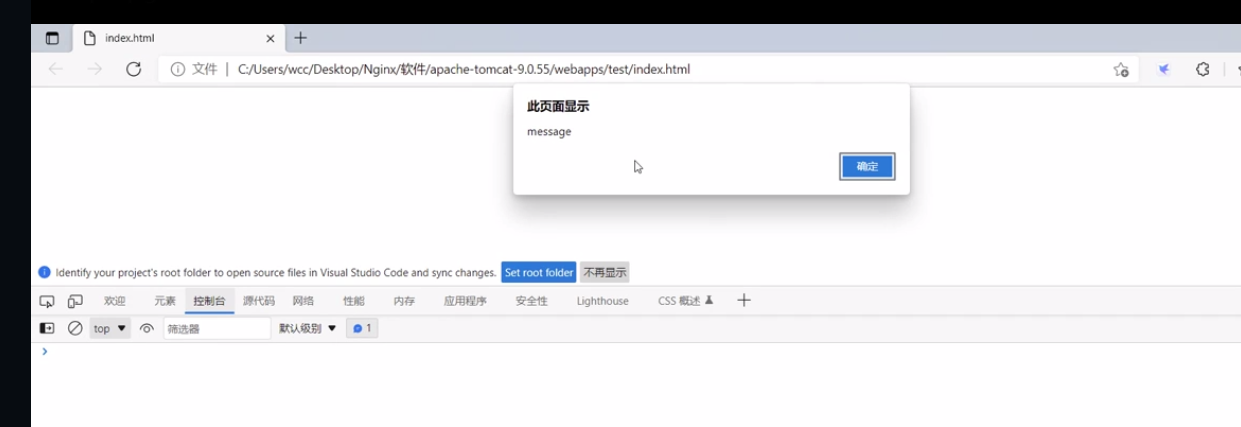 index.html
文件 | C:/Users/wcc/Desktop/Nginx/软件/apache-tomcat-9.0.55/webapps/test/index.html
此页面显示
message
确定
Identify your project's root folder to open source files in Visual Studio Code and sync changes. Set root folder 不再显示
欢迎 元素 控制台 源代码 网络 性能 内存 应用程序 安全性 Lighthouse CSS 概述
top 筛选器 默认级别 1